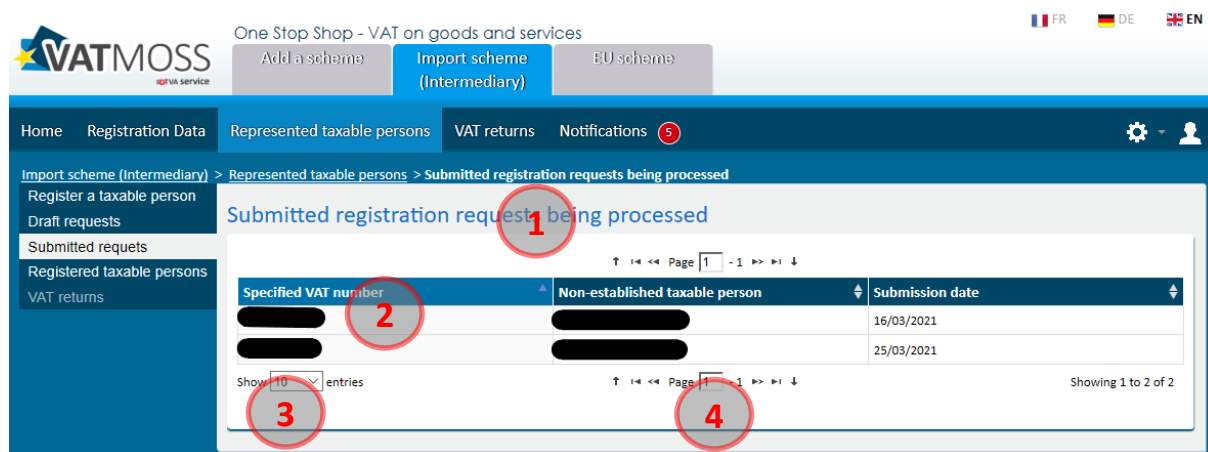 FR DE EN
One Stop Shop - VAT on goods and services
VATMOSS
eTVA service
Add a scheme
Import scheme
(Intermediary)
EU scheme
Home Registration Data Represented taxable persons VAT returns Notifications 5
Import scheme (Intermediary) > Represented taxable persons > Submitted registration requests being processed
Register a taxable person
Draft requests
Submitted requets
Registered taxable persons
VAT returns
Submitted registration requests being processed
1
Page 1 - 1
Specified VAT number Non-established taxable person Submission date
2
16/03/2021
25/03/2021
Show 10 entries Page 1 - 1 Showing 1 to 2 of 2
3 4